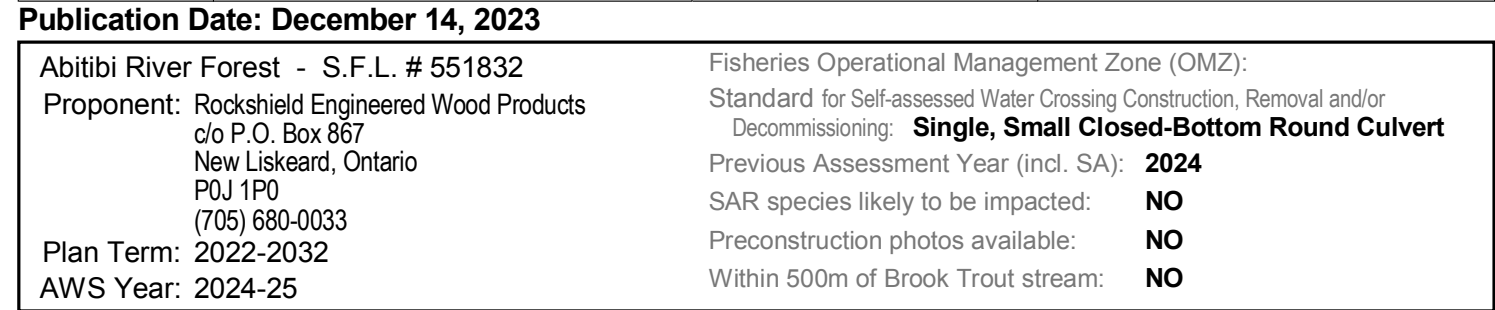 Publication Date: December 14, 2023
Abitibi River Forest - S.F.L. # 551832
Proponent: Rockshield Engineered Wood Products
c/o P.O. Box 867
New Liskeard, Ontario
P0J 1P0
(705) 680-0033
Plan Term: 2022-2032
AWS Year: 2024-25
Fisheries Operational Management Zone (OMZ):
Standard for Self-assessed Water Crossing Construction, Removal and/or
Decommissioning: Single, Small Closed-Bottom Round Culvert
Previous Assessment Year (incl. SA): 2024
SAR species likely to be impacted: NO
Preconstruction photos available: NO
Within 500m of Brook Trout stream: NO